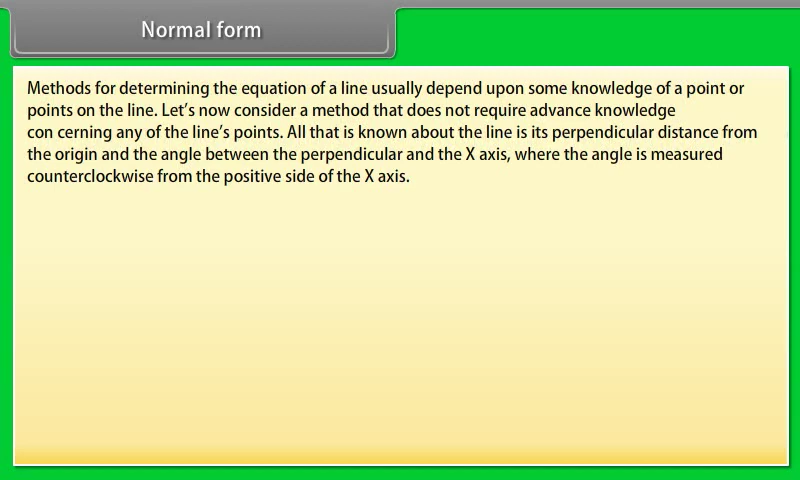 Normal form
Methods for determining the equation of a line usually depend upon some knowledge of a point or
points on the line. Let's now consider a method that does not require advance knowledge
con cerning any of the line's points. All that is known about the line is its perpendicular distance from
the origin and the angle between the perpendicular and the X axis, where the angle is measured
counterclockwise from the positive side of the X axis.